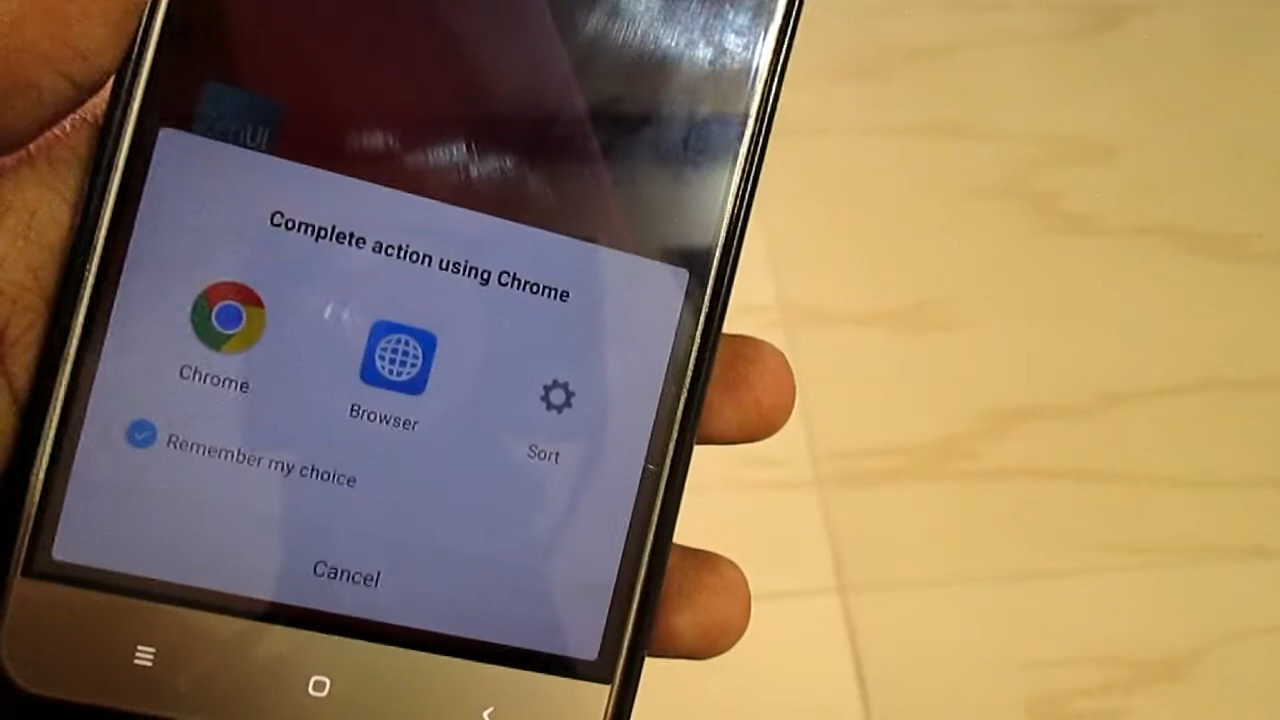 Complete action using Chrome
Chrome
Browser
Sort
Remember my choice
Cancel